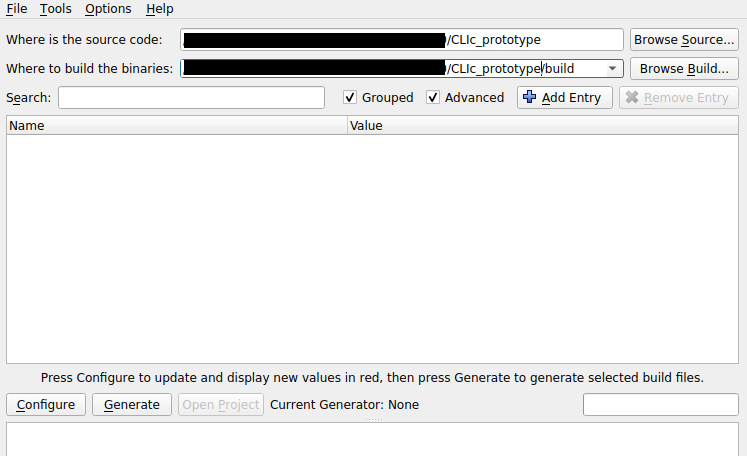 File Tools Options Help
Where is the source code: /CLIc_prototype Browse Source...
Where to build the binaries: /CLIc_prototype/build Browse Build...
Search: Grouped Advanced Add Entry Remove Entry
Name Value
Press Configure to update and display new values in red, then press Generate to generate selected build files.
Configure Generate Open Project Current Generator: None